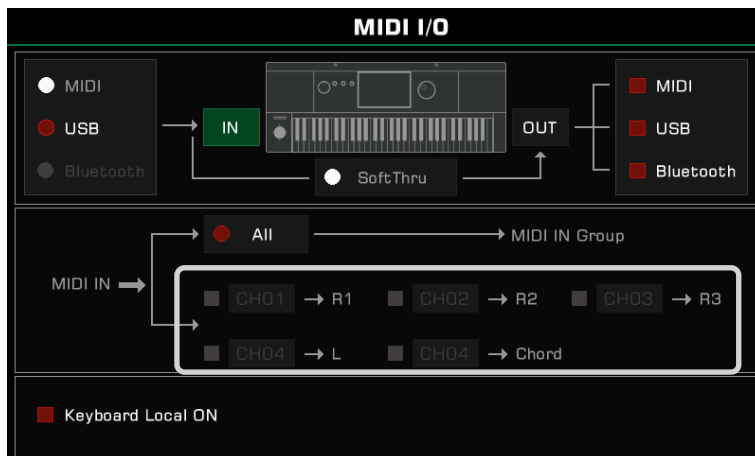 MIDI I/O
MIDI
USB
Bluetooth
IN
SoftThru
OUT
MIDI
USB
Bluetooth
All
MIDI IN Group
MIDI IN
CH01 → R1
CH02 → R2
CH03 → R3
CH04 → L
CH04 → Chord
Keyboard Local ON